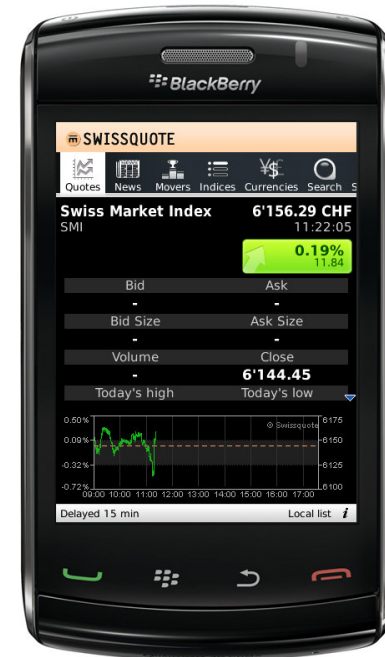 BlackBerry
SWISSQUOTE
Quotes News Movers Indices Currencies Search S
Swiss Market Index 6'156.29 CHF
SMI 11:22:05
0.19%
11.84
Bid Ask
- -
Bid Size Ask Size
- -
Volume Close
- 6'144.45
Today's high Today's low
© Swissquote
0.50% 6175
0.09% 6150
-0.32% 6125
-0.72% 6100
09:00 10:00 11:00 12:00 13:00 14:00 15:00 16:00 17:00
Delayed 15 min Local list i